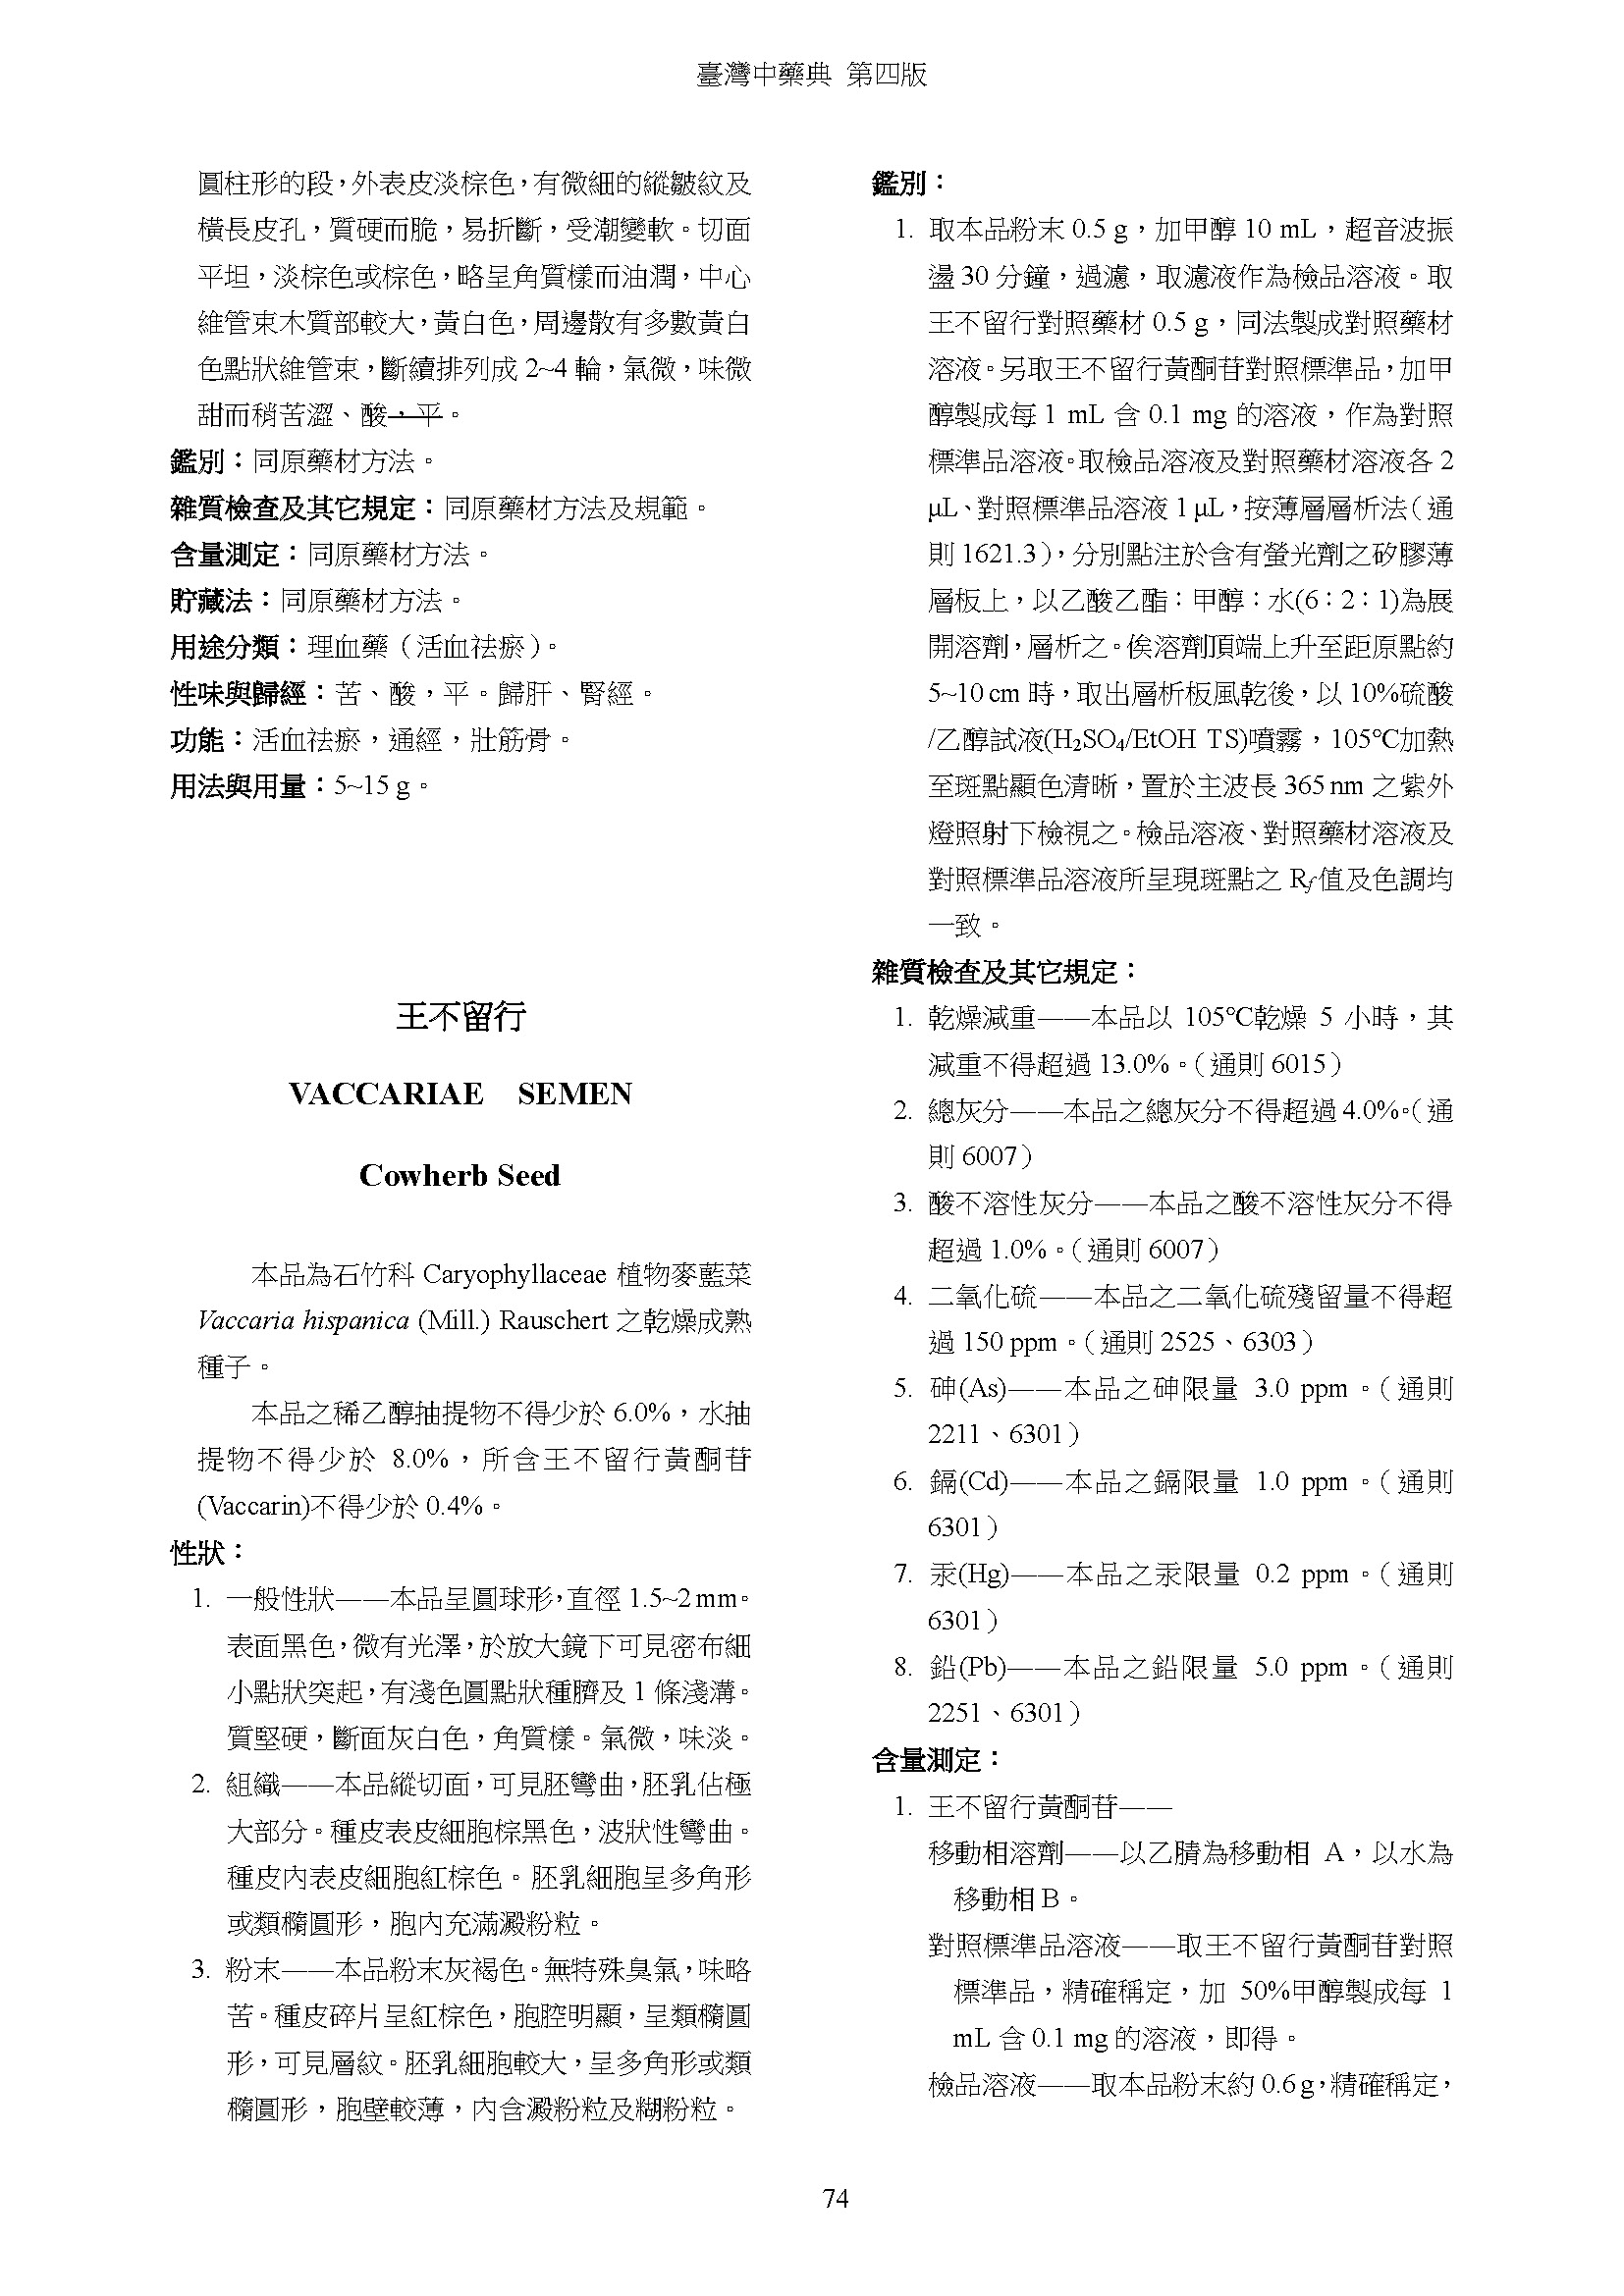 臺灣中藥典 第四版
圓柱形的段，外表皮淡棕色，有微細的縱皺紋及
橫長皮孔，質硬而脆，易折斷，受潮變軟。切面
平坦，淡棕色或棕色，略呈角質樣而油潤，中心
維管束木質部較大，黃白色，周邊散有多數黃白
色點狀維管束，斷續排列成 2~4 輪，氣微，味微
甜而稍苦澀、酸，平。
鑑別：同原藥材方法。
雜質檢查及其它規定：同原藥材方法及規範。
含量測定：同原藥材方法。
貯藏法：同原藥材方法。
用途分類：理血藥（活血祛瘀）。
性味與歸經：苦、酸，平。歸肝、腎經。
功能：活血祛瘀，通經，壯筋骨。
用法與用量：5~15 g。
王不留行
VACCARIAE SEMEN
Cowherb Seed
本品為石竹科 Caryophyllaceae 植物麥藍菜
Vaccaria hispanica (Mill.) Rauschert 之乾燥成熟
種子。
本品之稀乙醇抽提物不得少於 6.0%，水抽
提物不得少於 8.0%，所含王不留行黃酮苷
(Vaccarin)不得少於 0.4%。
性狀：
1. 一般性狀——本品呈圓球形，直徑 1.5~2 mm。
表面黑色，微有光澤，於放大鏡下可見密布細
小點狀突起，有淺色圓點狀種臍及 1 條淺溝。
質堅硬，斷面灰白色，角質樣。氣微，味淡。
2. 組織——本品縱切面，可見胚彎曲，胚乳佔極
大部分。種皮表皮細胞棕黑色，波狀性彎曲。
種皮內表皮細胞紅棕色。胚乳細胞呈多角形
或類橢圓形，胞內充滿澱粉粒。
3. 粉末——本品粉末灰褐色。無特殊臭氣，味略
苦。種皮碎片呈紅棕色，胞腔明顯，呈類橢圓
形，可見層紋。胚乳細胞較大，呈多角形或類
橢圓形，胞壁較薄，內含澱粉粒及糊粉粒。
鑑別：
1. 取本品粉末 0.5 g，加甲醇 10 mL，超音波振
盪 30 分鐘，過濾，取濾液作為檢品溶液。取
王不留行對照藥材 0.5 g，同法製成對照藥材
溶液。另取王不留行黃酮苷對照標準品，加甲
醇製成每 1 mL 含 0.1 mg 的溶液，作為對照
標準品溶液。取檢品溶液及對照藥材溶液各 2
μL、對照標準品溶液 1 μL，按薄層層析法（通
則 1621.3），分別點注於含有螢光劑之矽膠薄
層板上，以乙酸乙酯：甲醇：水(6：2：1)為展
開溶劑，層析之。俟溶劑頂端上升至距原點約
5~10 cm 時，取出層析板風乾後，以 10%硫酸
/乙醇試液(H₂SO₄/EtOH TS)噴霧，105℃加熱
至斑點顯色清晰，置於主波長 365 nm 之紫外
燈照射下檢視之。檢品溶液、對照藥材溶液及
對照標準品溶液所呈現斑點之 Rf 值及色調均
一致。
雜質檢查及其它規定：
1. 乾燥減重——本品以 105℃乾燥 5 小時，其
減重不得超過 13.0%。（通則 6015）
2. 總灰分——本品之總灰分不得超過 4.0%。（通
則 6007）
3. 酸不溶性灰分——本品之酸不溶性灰分不得
超過 1.0%。（通則 6007）
4. 二氧化硫——本品之二氧化硫殘留量不得超
過 150 ppm。（通則 2525、6303）
5. 砷(As)——本品之砷限量 3.0 ppm。（通則
2211、6301）
6. 鎘(Cd)——本品之鎘限量 1.0 ppm。（通則
6301）
7. 汞(Hg)——本品之汞限量 0.2 ppm。（通則
6301）
8. 鉛(Pb)——本品之鉛限量 5.0 ppm。（通則
2251、6301）
含量測定：
1. 王不留行黃酮苷——
移動相溶劑——以乙腈為移動相 A，以水為
移動相 B。
對照標準品溶液——取王不留行黃酮苷對照
標準品，精確稱定，加 50%甲醇製成每 1
mL 含 0.1 mg 的溶液，即得。
檢品溶液——取本品粉末約 0.6 g，精確稱定，
74